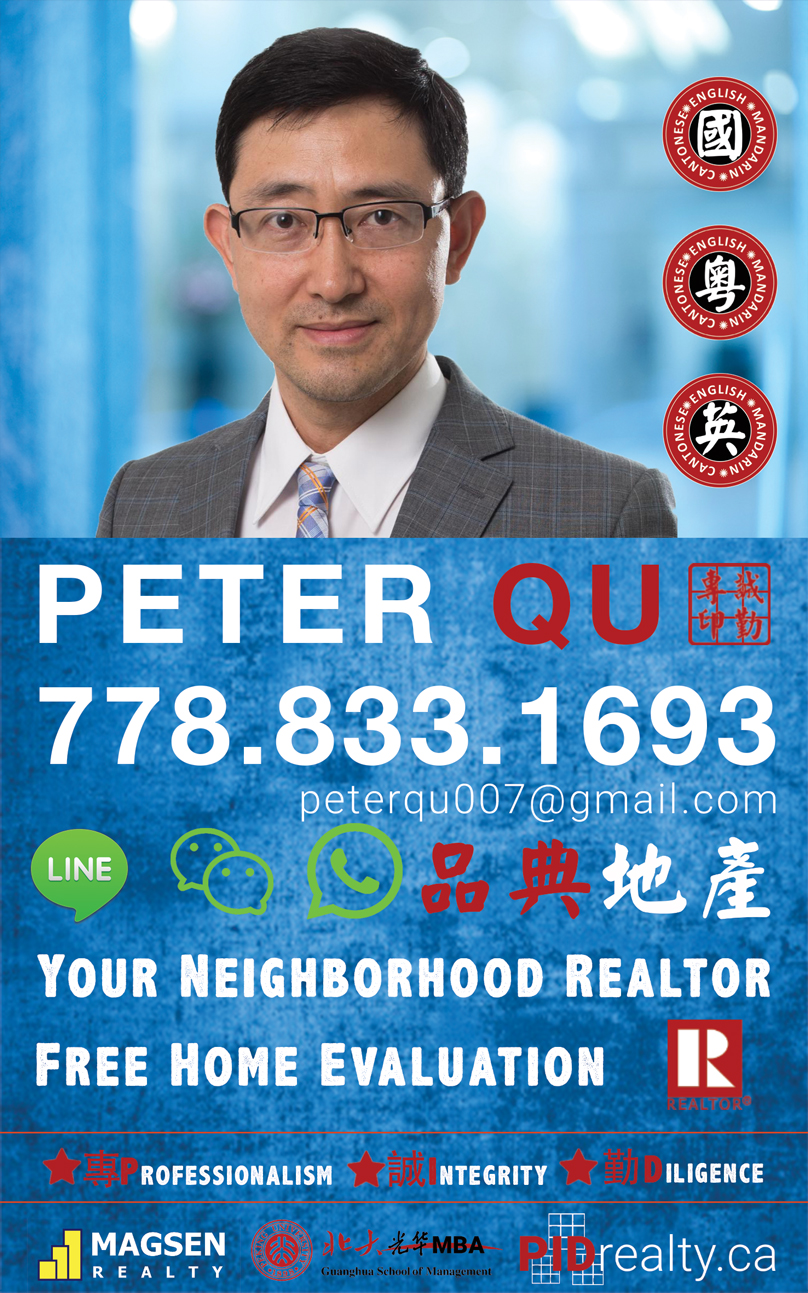 CANTONESE ENGLISH MANDARIN
國
CANTONESE ENGLISH MANDARIN
粵
CANTONESE ENGLISH MANDARIN
英
PETER QU
專誠
印勤
778.833.1693
peterqu007@gmail.com
LINE
品典地產
YOUR NEIGHBORHOOD REALTOR
FREE HOME EVALUATION
R
REALTOR®
專PROFESSIONALISM 誠INTEGRITY 勤DILIGENCE
MAGSEN
REALTY
1898
北大光华MBA
Guanghua School of Management
PIDrealty.ca